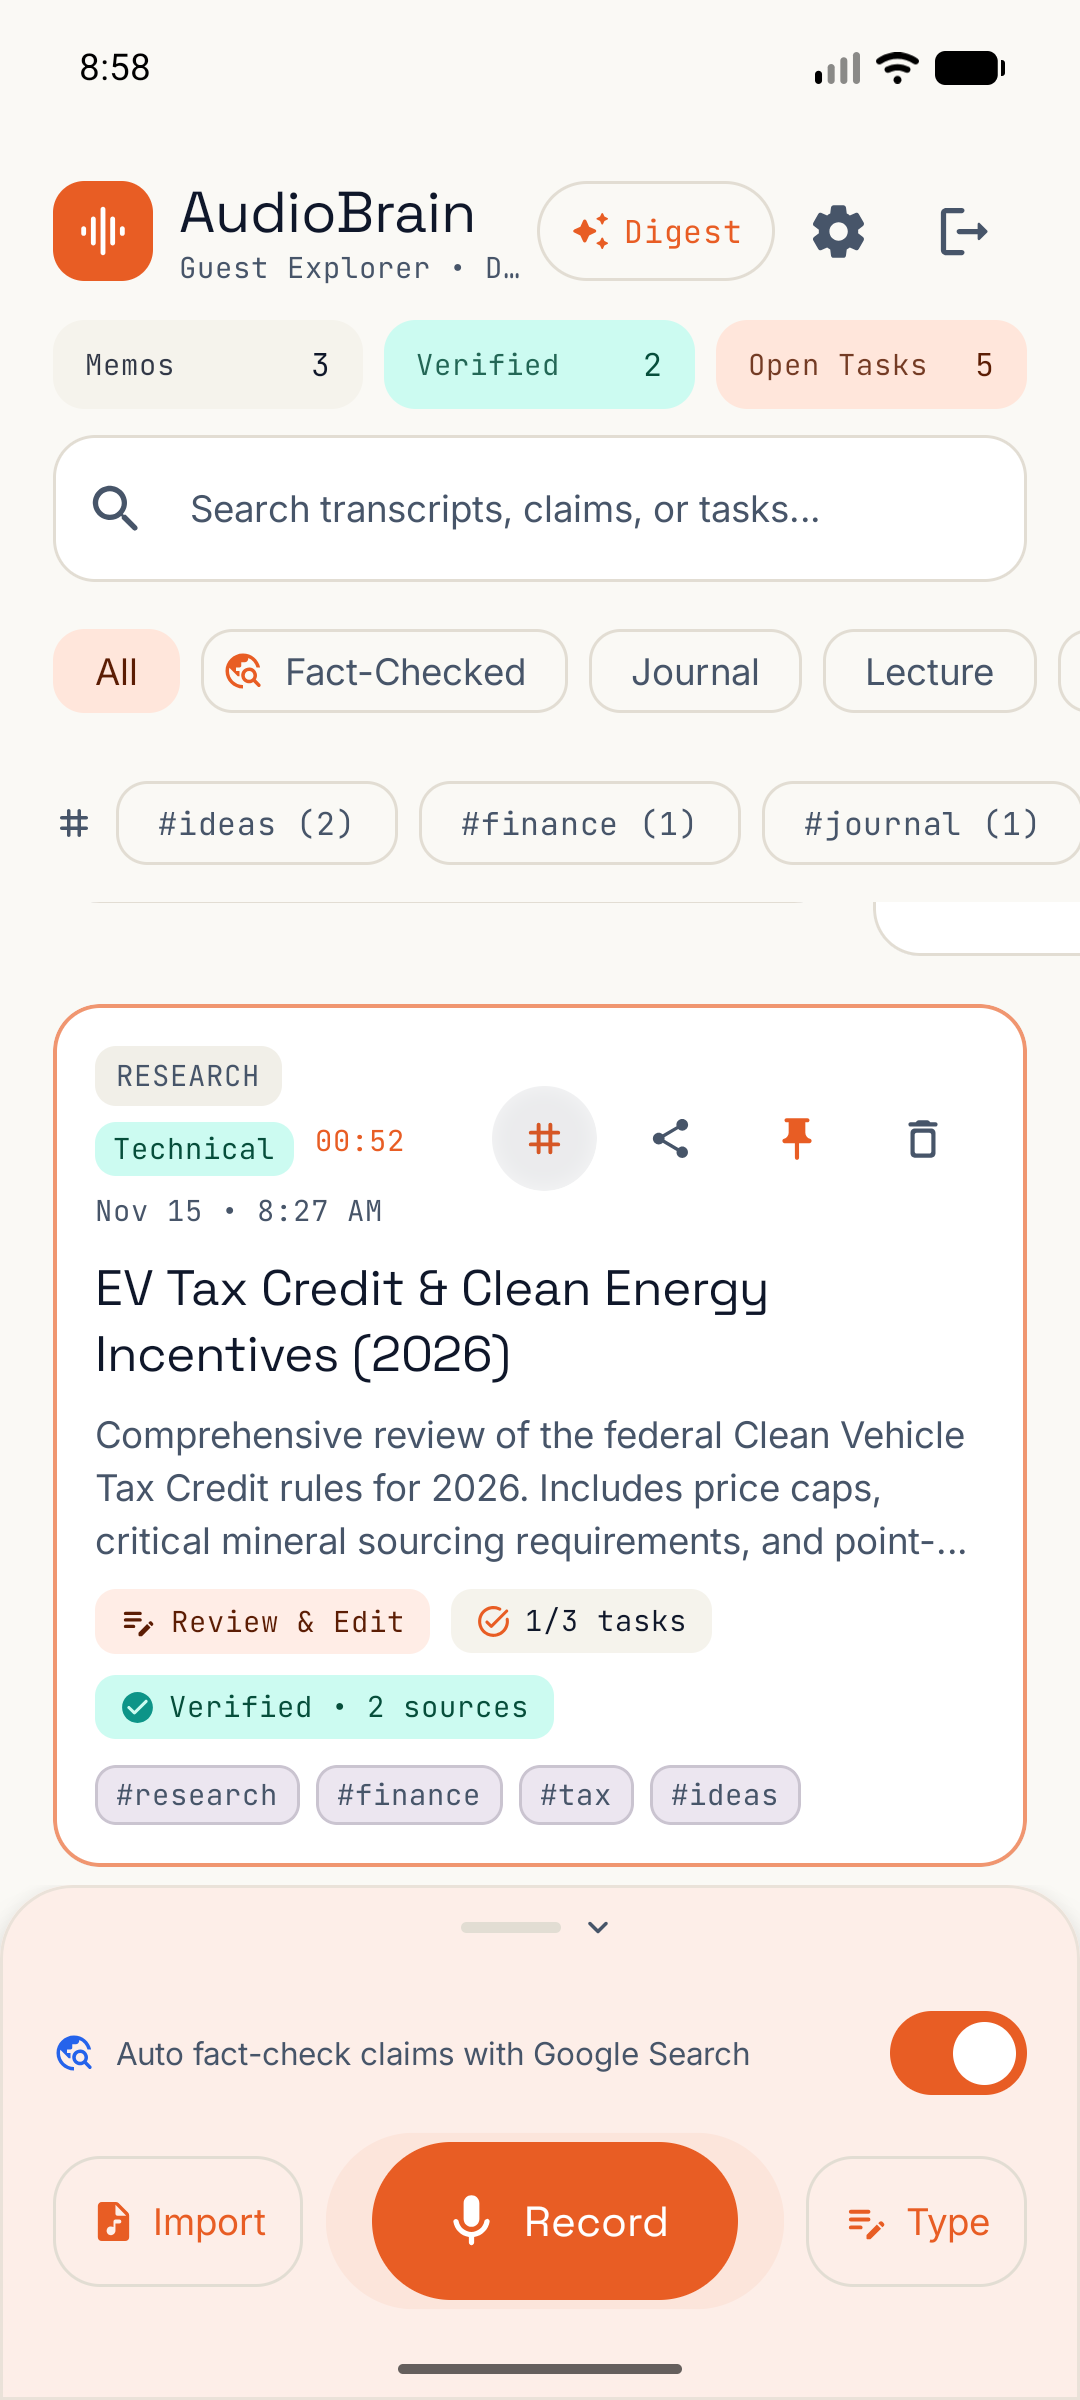 8:58
AudioBrain
Guest Explorer • D…
Digest
Memos 3
Verified 2
Open Tasks 5
Search transcripts, claims, or tasks...
All
Fact-Checked
Journal
Lecture
#ideas (2)
#finance (1)
#journal (1)
RESEARCH
Technical
00:52
Nov 15 • 8:27 AM
EV Tax Credit & Clean Energy
Incentives (2026)
Comprehensive review of the federal Clean Vehicle
Tax Credit rules for 2026. Includes price caps,
critical mineral sourcing requirements, and point-...
Review & Edit
1/3 tasks
Verified • 2 sources
#research
#finance
#tax
#ideas
Auto fact-check claims with Google Search
Import
Record
Type